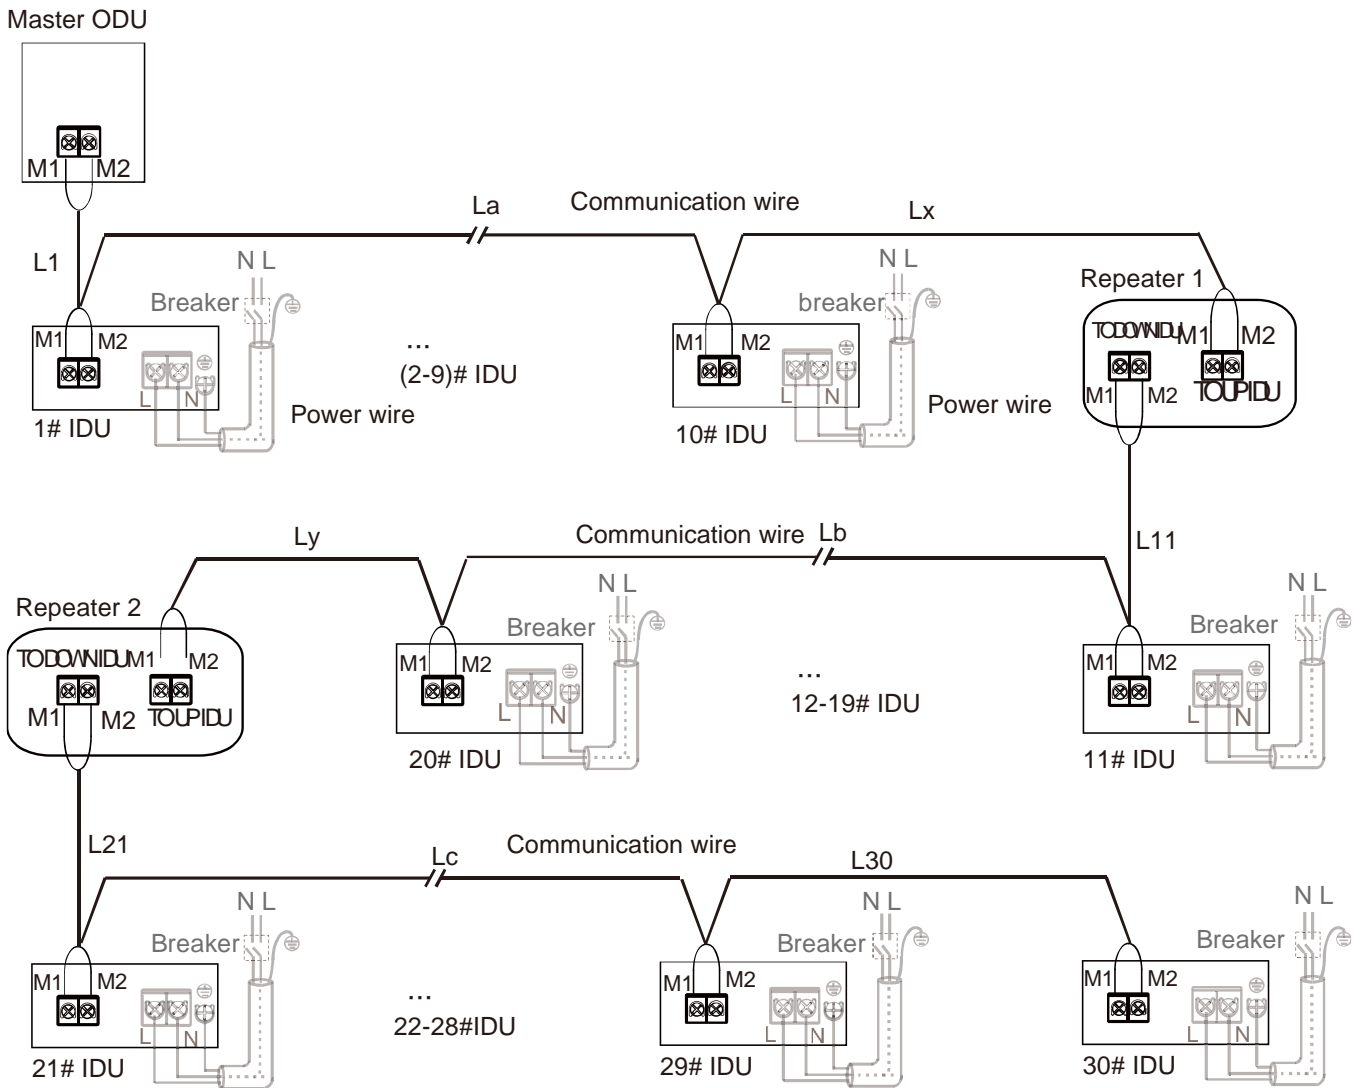 Master ODU
M1 M2
La
Communication wire
Lx
L1
N L
Breaker
M1 M2
L N
1# IDU
Power wire
...
(2-9)# IDU
N L
breaker
M1 M2
L N
10# IDU
Power wire
Repeater 1
TODOWNIDU
M1 M2
M1 M2
TOUPIDU
L11
Ly
Communication wire
Lb
Repeater 2
TODOWNIDU
M1 M2
M1 M2
TOUPIDU
N L
Breaker
M1 M2
L N
20# IDU
...
12-19# IDU
N L
Breaker
M1 M2
L N
11# IDU
L21
Lc
Communication wire
L30
N L
Breaker
M1 M2
L N
21# IDU
...
22-28#IDU
N L
Breaker
M1 M2
L N
29# IDU
N L
Breaker
M1 M2
L N
30# IDU